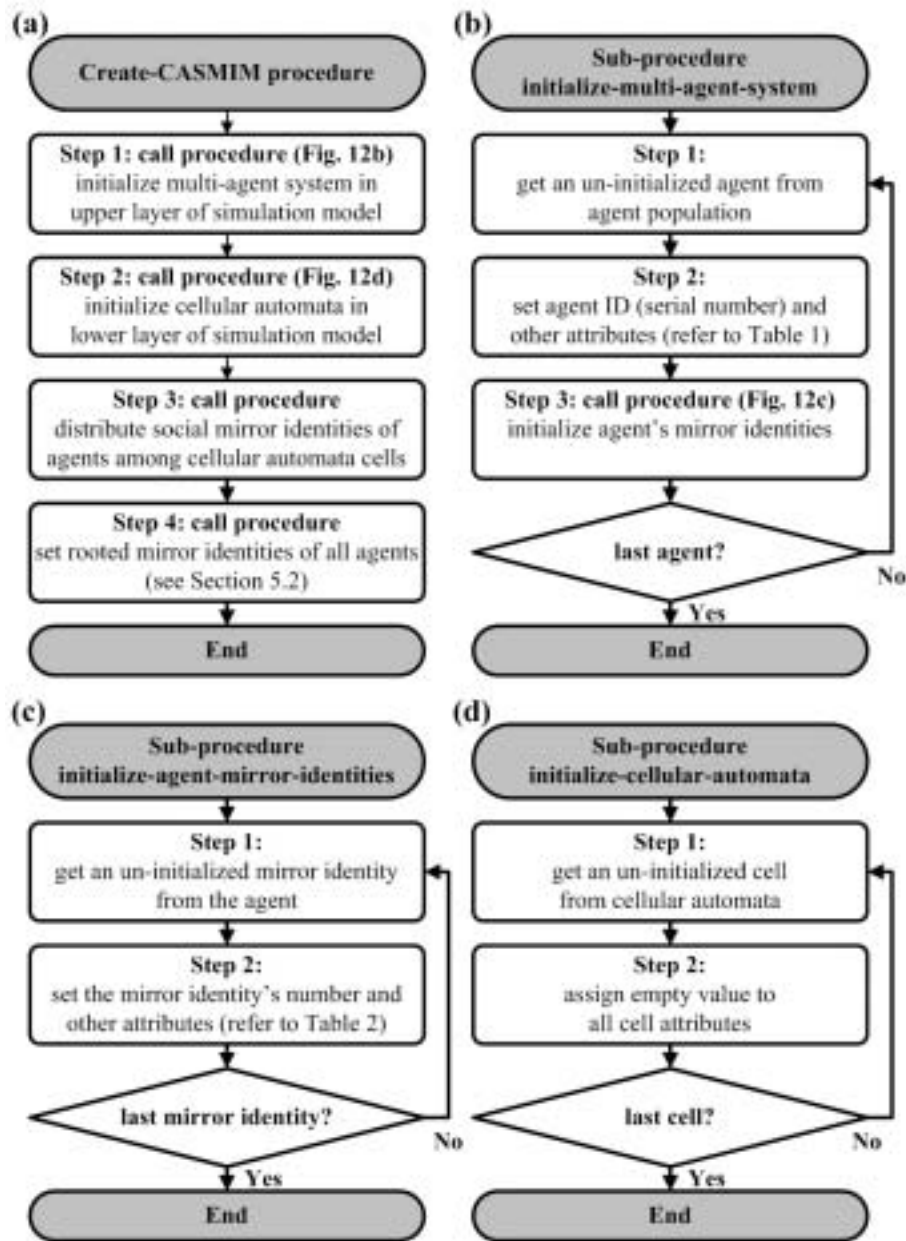 (a)
Create-CASMIM procedure
Step 1: call procedure (Fig. 12b)
initialize multi-agent system in
upper layer of simulation model
Step 2: call procedure (Fig. 12d)
initialize cellular automata in
lower layer of simulation model
Step 3: call procedure
distribute social mirror identities of
agents among cellular automata cells
Step 4: call procedure
set rooted mirror identities of all agents
(see Section 5.2)
End
(b)
Sub-procedure
initialize-multi-agent-system
Step 1:
get an un-initialized agent from
agent population
Step 2:
set agent ID (serial number) and
other attributes (refer to Table 1)
Step 3: call procedure (Fig. 12c)
initialize agent's mirror identities
last agent?
No
Yes
End
(c)
Sub-procedure
initialize-agent-mirror-identities
Step 1:
get an un-initialized mirror identity
from the agent
Step 2:
set the mirror identity's number and
other attributes (refer to Table 2)
last mirror identity?
No
Yes
End
(d)
Sub-procedure
initialize-cellular-automata
Step 1:
get an un-initialized cell
from cellular automata
Step 2:
assign empty value to
all cell attributes
last cell?
No
Yes
End